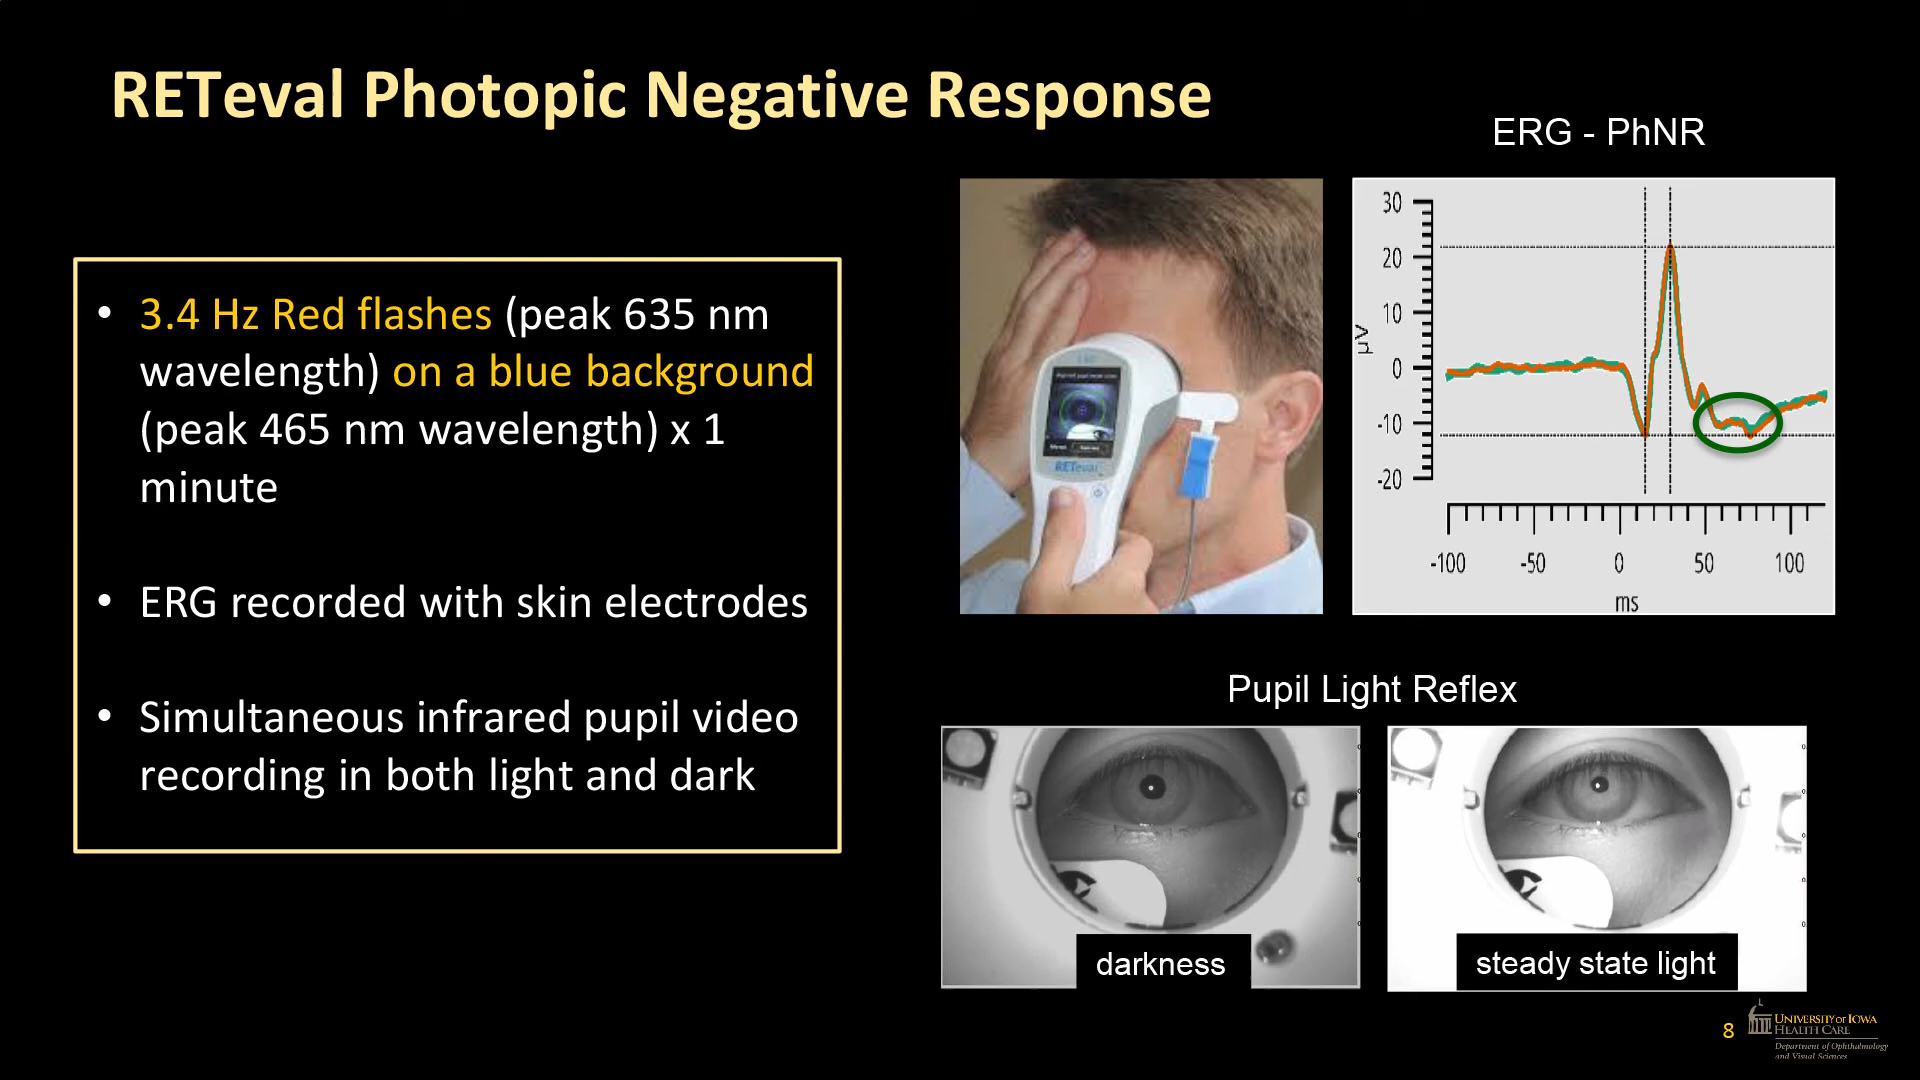 RETeval Photopic Negative Response
ERG - PhNR
• 3.4 Hz Red flashes (peak 635 nm
wavelength) on a blue background
(peak 465 nm wavelength) x 1
minute
• ERG recorded with skin electrodes
• Simultaneous infrared pupil video
recording in both light and dark
RETeval
30
20
10
0
-10
-20
µV
-100 -50 0 50 100
ms
Pupil Light Reflex
darkness
steady state light
8
UNIVERSITY OF IOWA
HEALTH CARE
Department of Ophthalmology
and Visual Sciences